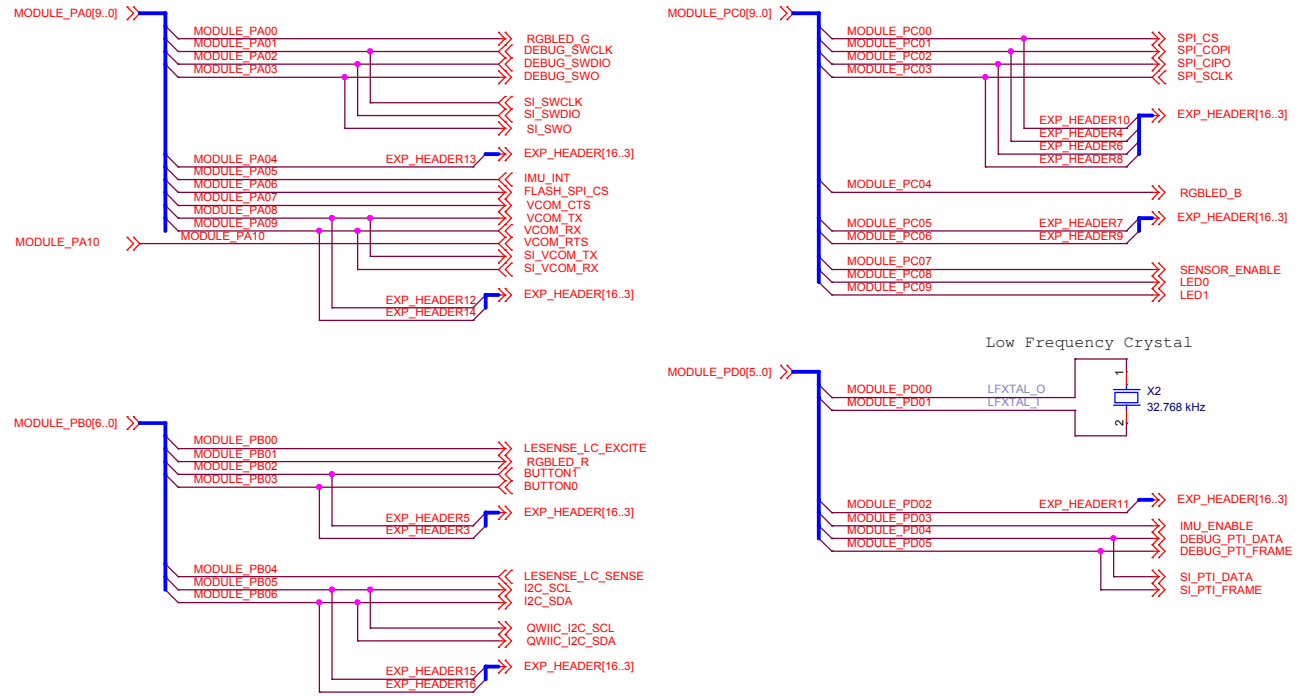 MODULE_PA0[9..0]
MODULE_PA00
RGBLED_G
MODULE_PA01
DEBUG_SWCLK
MODULE_PA02
DEBUG_SWDIO
MODULE_PA03
DEBUG_SWO
SI_SWCLK
SI_SWDIO
SI_SWO
MODULE_PA04
EXP_HEADER13
EXP_HEADER[16..3]
MODULE_PA05
IMU_INT
MODULE_PA06
FLASH_SPI_CS
MODULE_PA07
VCOM_CTS
MODULE_PA08
VCOM_TX
MODULE_PA09
VCOM_RX
MODULE_PA10
MODULE_PA10
VCOM_RTS
SI_VCOM_TX
SI_VCOM_RX
EXP_HEADER12
EXP_HEADER[16..3]
EXP_HEADER14
MODULE_PB0[6..0]
MODULE_PB00
LESENSE_LC_EXCITE
MODULE_PB01
RGBLED_R
MODULE_PB02
BUTTON1
MODULE_PB03
BUTTON0
EXP_HEADER5
EXP_HEADER[16..3]
EXP_HEADER3
MODULE_PB04
LESENSE_LC_SENSE
MODULE_PB05
I2C_SCL
MODULE_PB06
I2C_SDA
QWIIC_I2C_SCL
QWIIC_I2C_SDA
EXP_HEADER15
EXP_HEADER[16..3]
EXP_HEADER16
MODULE_PC0[9..0]
MODULE_PC00
SPI_CS
MODULE_PC01
SPI_COPI
MODULE_PC02
SPI_CIPO
MODULE_PC03
SPI_SCLK
EXP_HEADER10
EXP_HEADER[16..3]
EXP_HEADER4
EXP_HEADER6
EXP_HEADER8
MODULE_PC04
RGBLED_B
MODULE_PC05
EXP_HEADER7
EXP_HEADER[16..3]
MODULE_PC06
EXP_HEADER9
MODULE_PC07
SENSOR_ENABLE
MODULE_PC08
LED0
MODULE_PC09
LED1
Low Frequency Crystal
MODULE_PD0[5..0]
MODULE_PD00
LFXTAL_O
MODULE_PD01
LFXTAL_I
1
X2
32.768 kHz
2
MODULE_PD02
EXP_HEADER11
EXP_HEADER[16..3]
MODULE_PD03
IMU_ENABLE
MODULE_PD04
DEBUG_PTI_DATA
MODULE_PD05
DEBUG_PTI_FRAME
SI_PTI_DATA
SI_PTI_FRAME